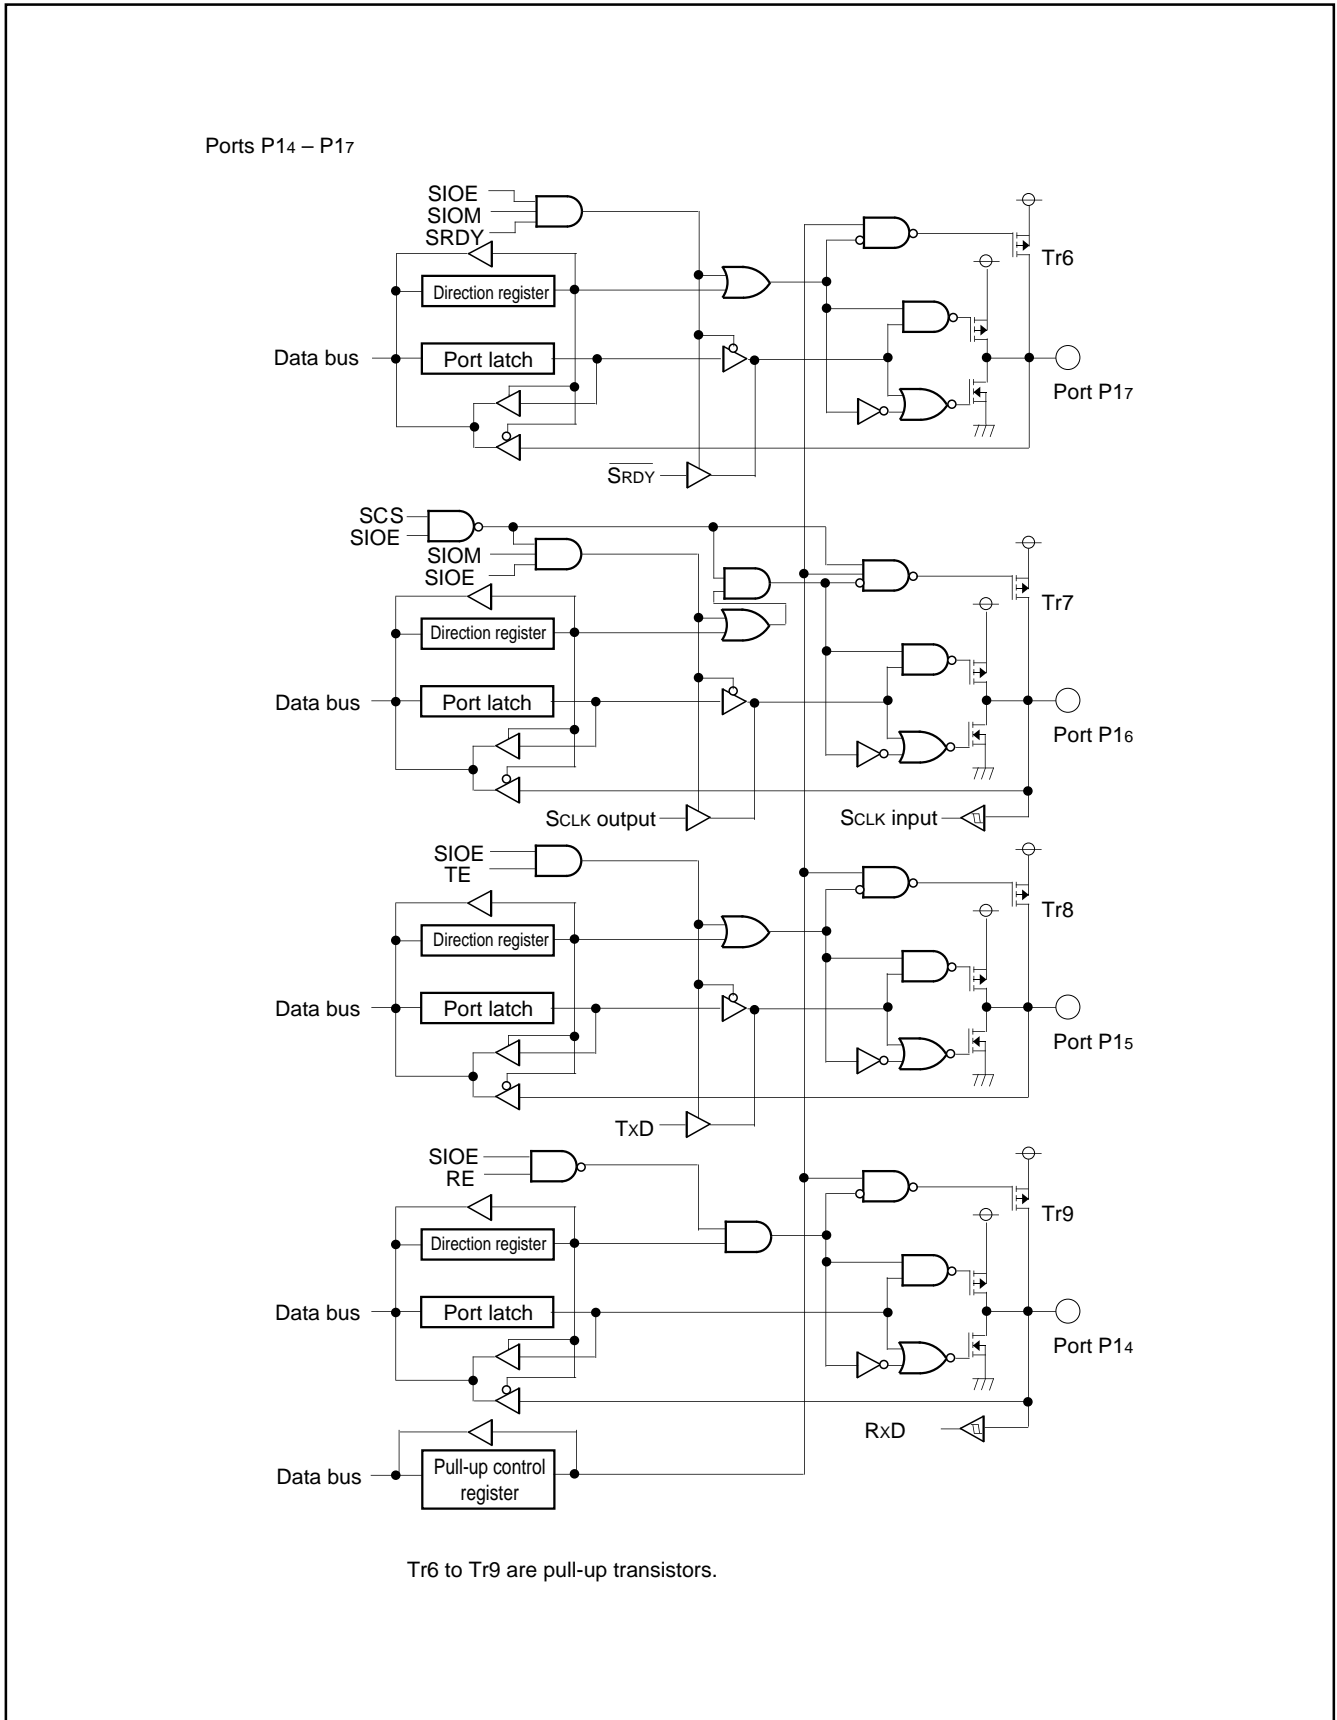 Ports P14 – P17
SIOE
SIOM
SRDY
Tr6
Direction register
Data bus
Port latch
Port P17
SRDY
SCS
SIOE
SIOM
SIOE
Tr7
Direction register
Data bus
Port latch
Port P16
SCLK output
SCLK input
SIOE
TE
Tr8
Direction register
Data bus
Port latch
Port P15
TXD
SIOE
RE
Tr9
Direction register
Data bus
Port latch
Port P14
RXD
Data bus
Pull-up control
register
Tr6 to Tr9 are pull-up transistors.